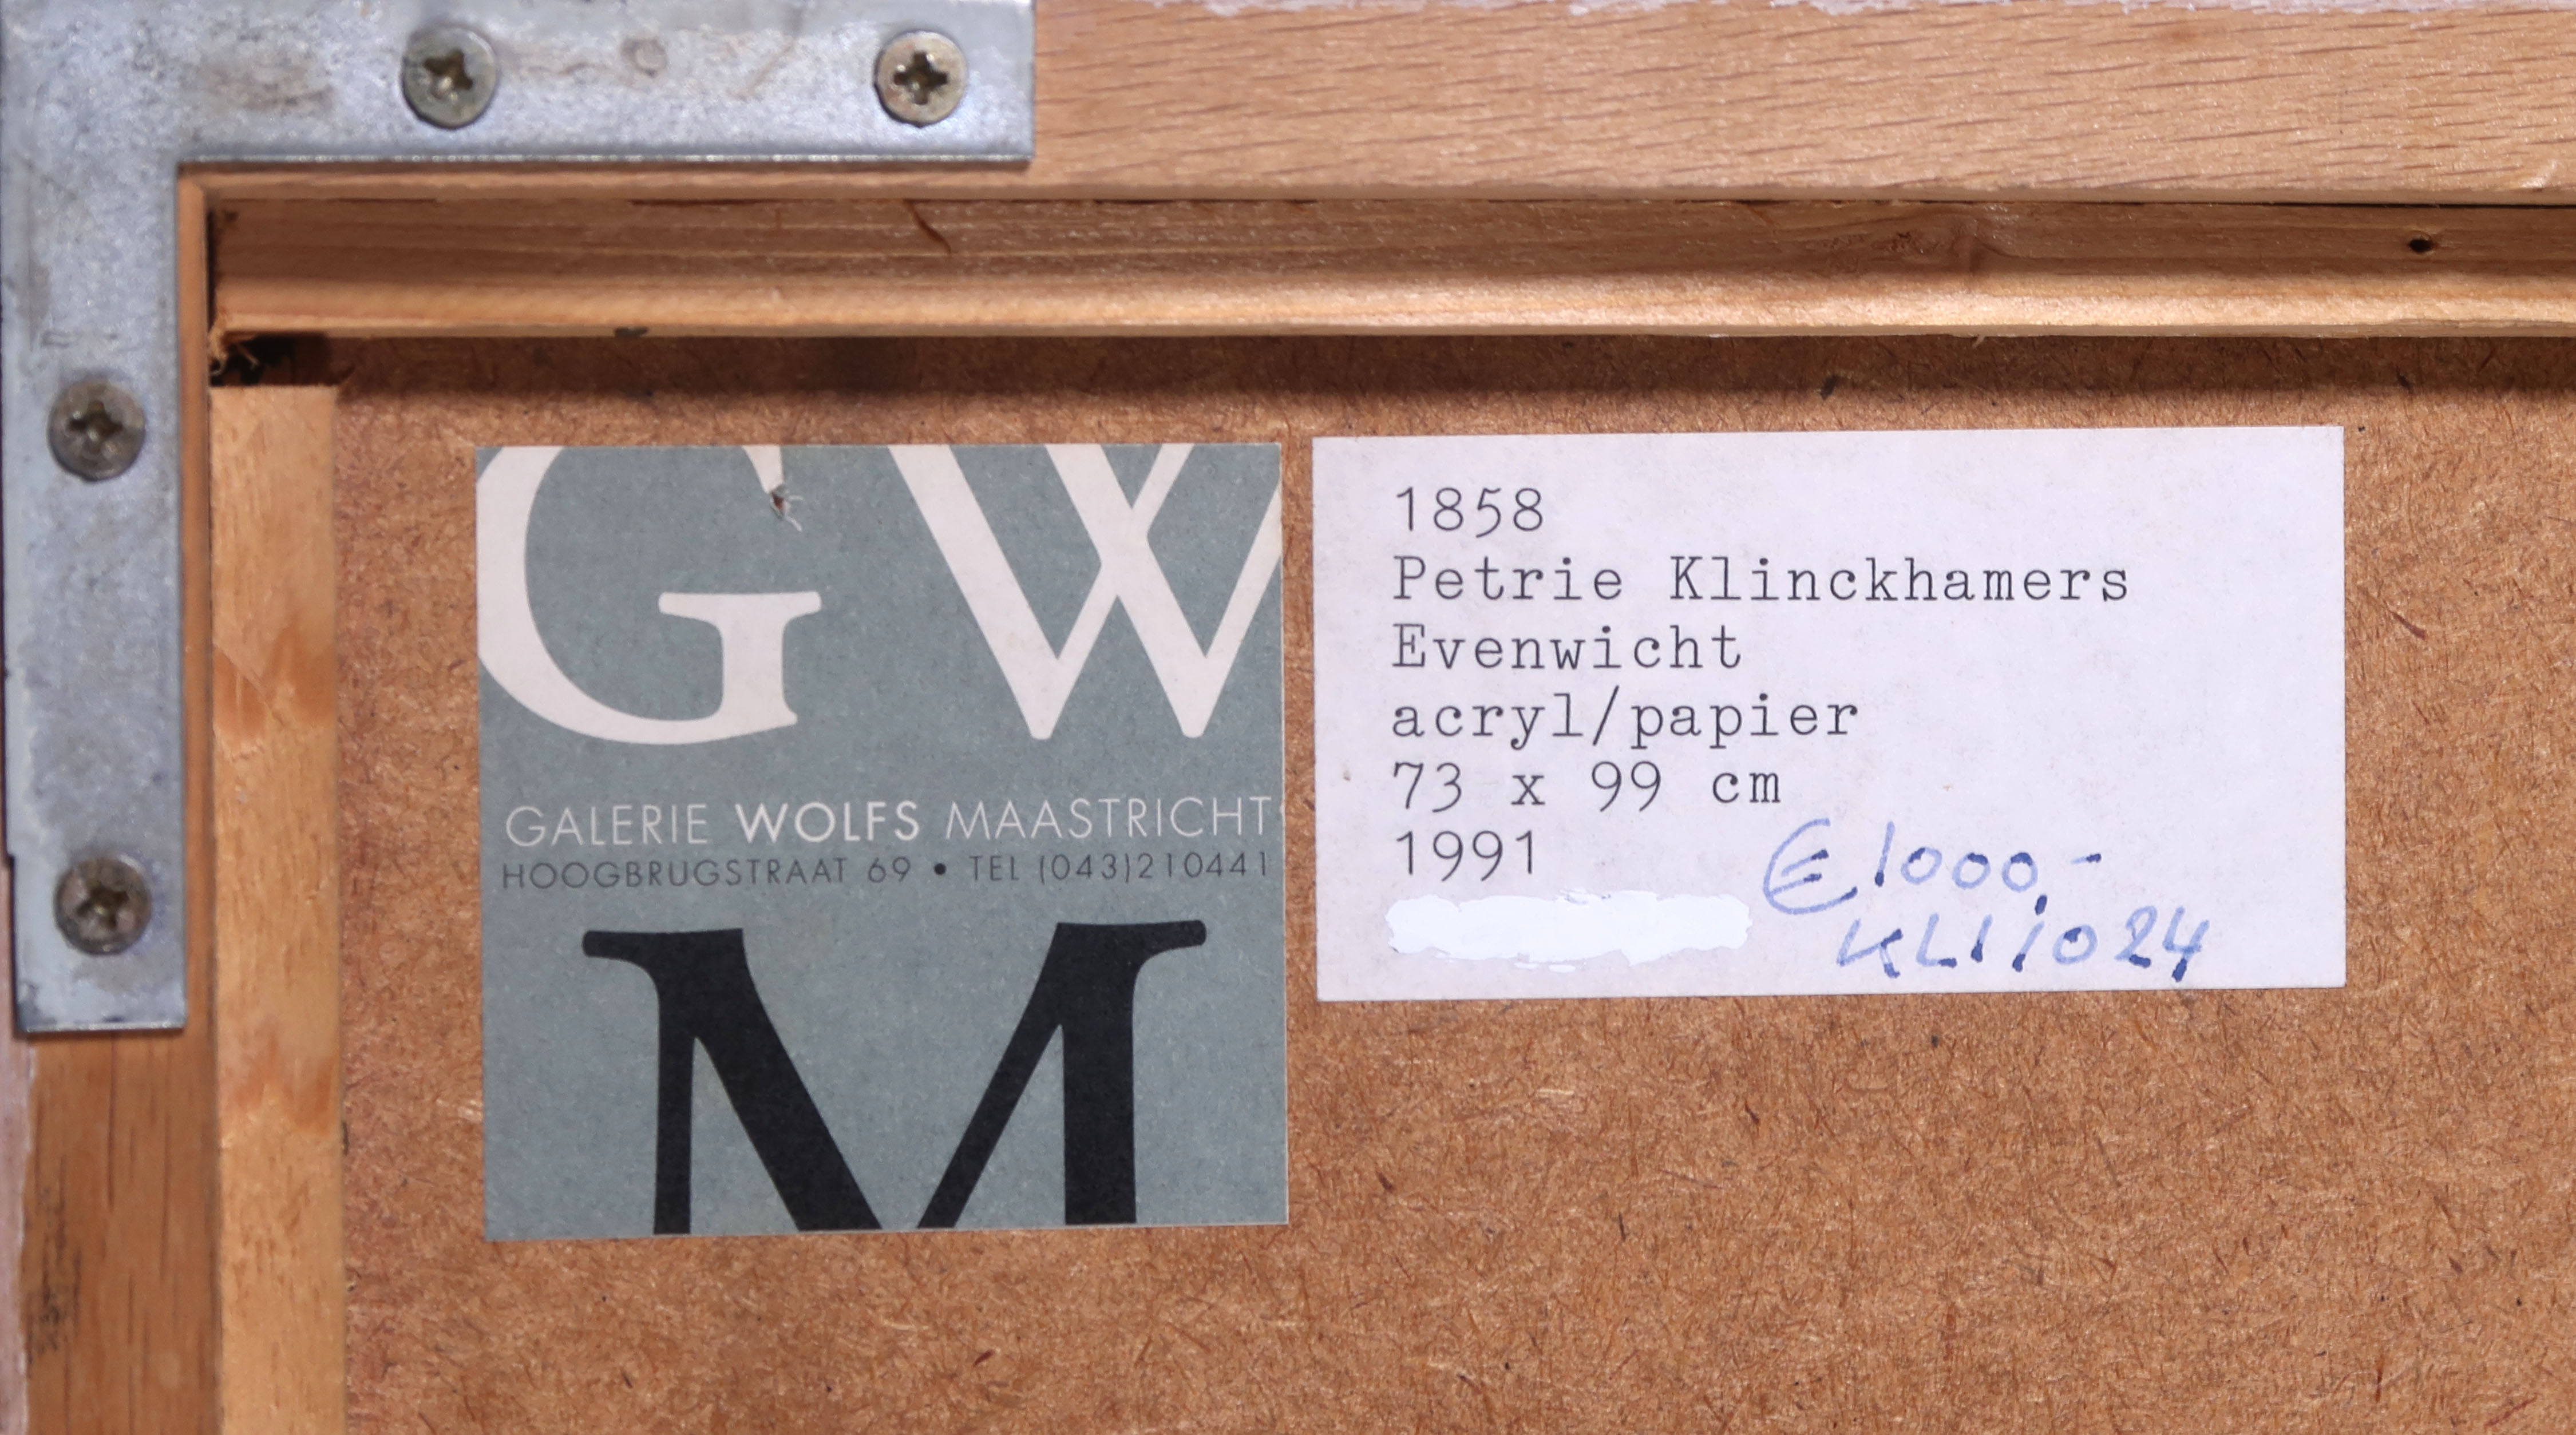 GW
GALERIE WOLFS MAASTRICHT
HOOGBRUGSTRAAT 69 • TEL (043)210441
M
1858
Petrie Klinckhamers
Evenwicht
acryl/papier
73 x 99 cm
1991
€ 1000,-
KLI/024